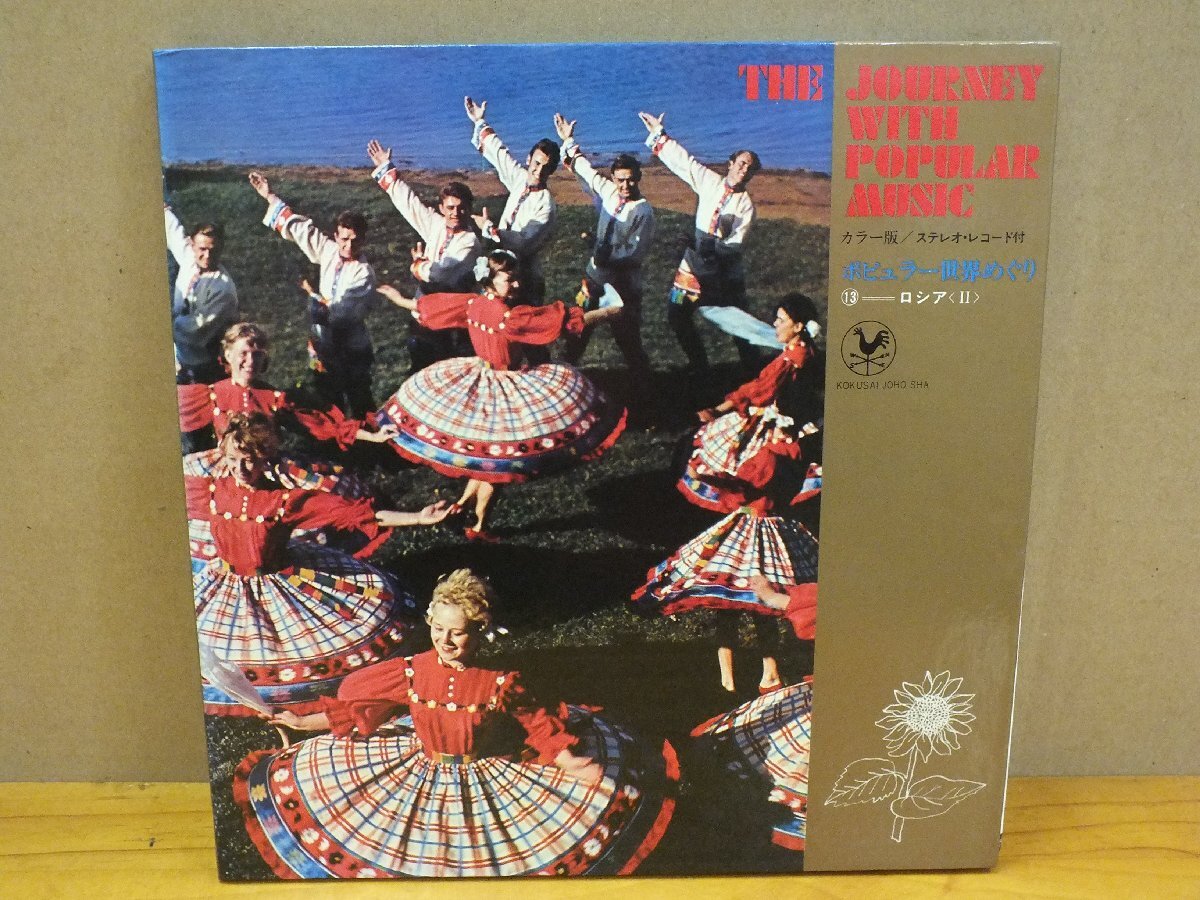 THE JOURNEY
WITH
POPULAR
MUSIC
カラー版／ステレオ・レコード付
ポピュラー世界めぐり
⑬──ロシア〈II〉
KOKUSAI JOHO SHA